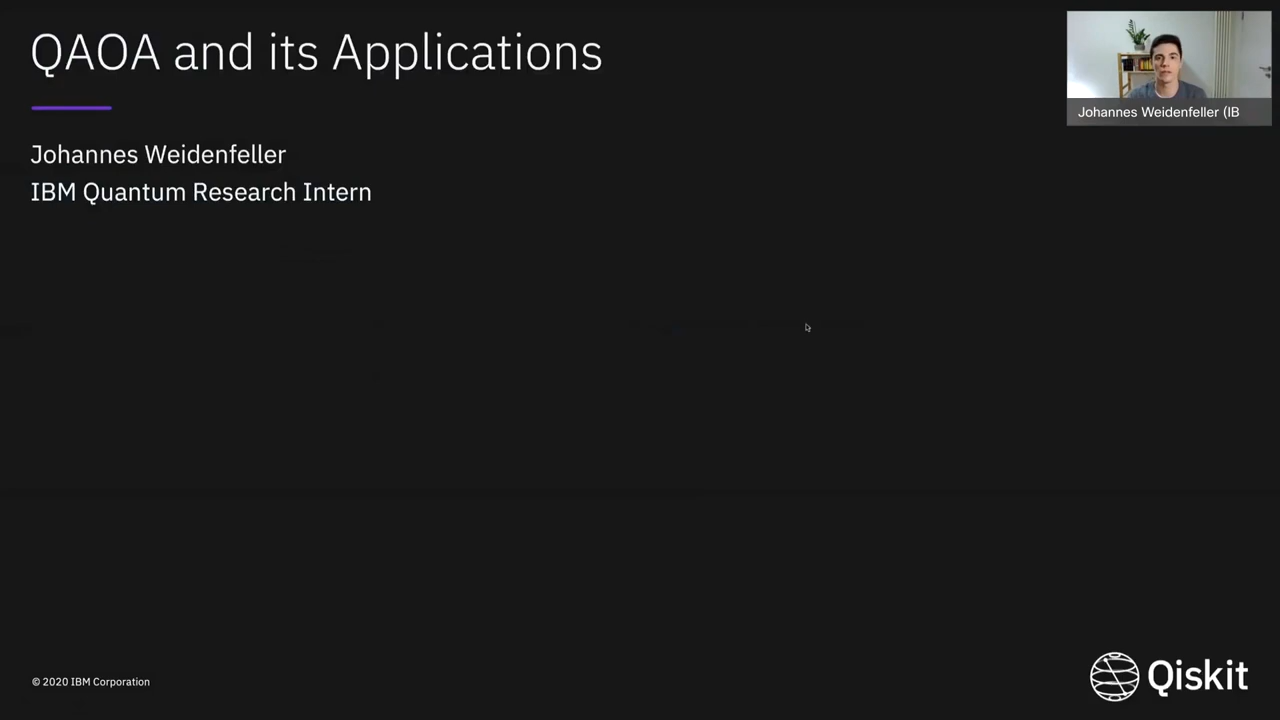 QAOA and its Applications
Johannes Weidenfeller (IB
Johannes Weidenfeller
IBM Quantum Research Intern
© 2020 IBM Corporation
Qiskit